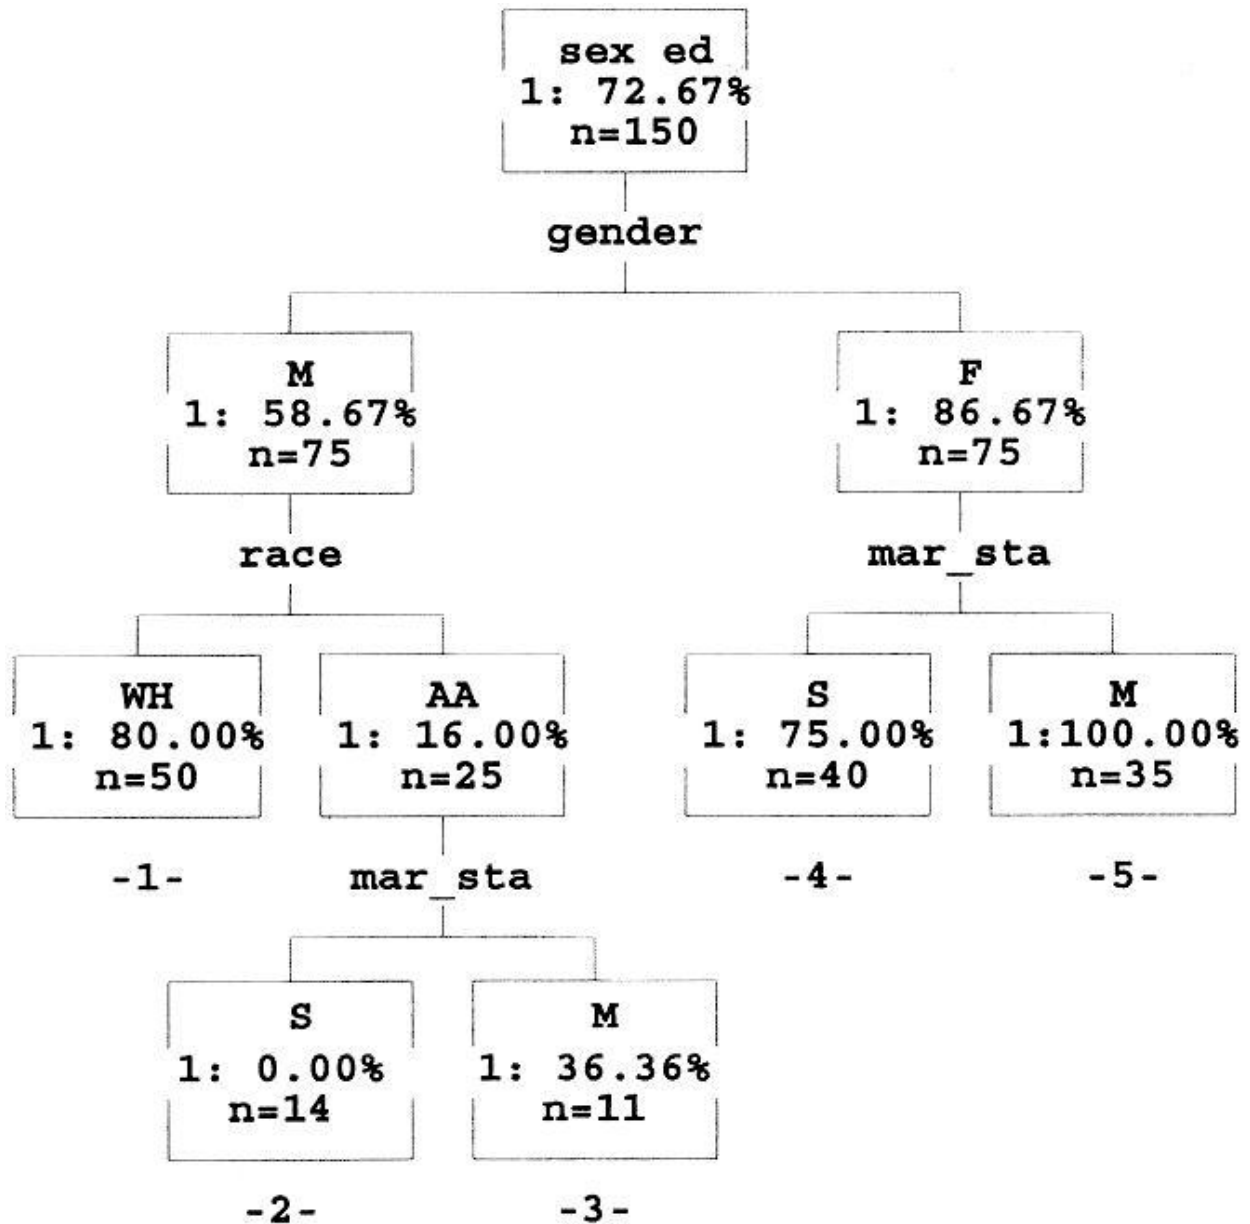 sex ed
1: 72.67%
n=150
gender
M
1: 58.67%
n=75
F
1: 86.67%
n=75
race
mar_sta
WH
1: 80.00%
n=50
AA
1: 16.00%
n=25
S
1: 75.00%
n=40
M
1:100.00%
n=35
-1-
mar_sta
-4-
-5-
S
1: 0.00%
n=14
M
1: 36.36%
n=11
-2-
-3-